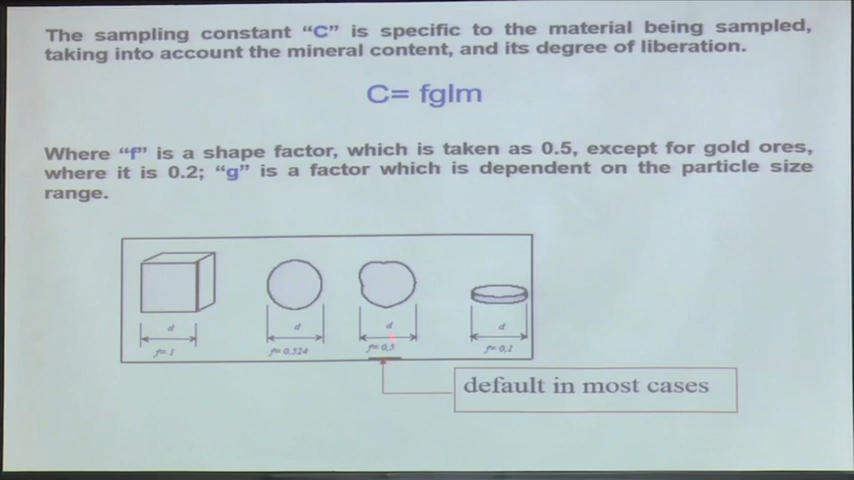 The sampling constant “C” is specific to the material being sampled,
taking into account the mineral content, and its degree of liberation.
C= fglm
Where “f” is a shape factor, which is taken as 0.5, except for gold ores,
where it is 0.2; “g” is a factor which is dependent on the particle size
range.
d d d d
f=1 f=0,524 f=0,5 f=0,1
default in most cases